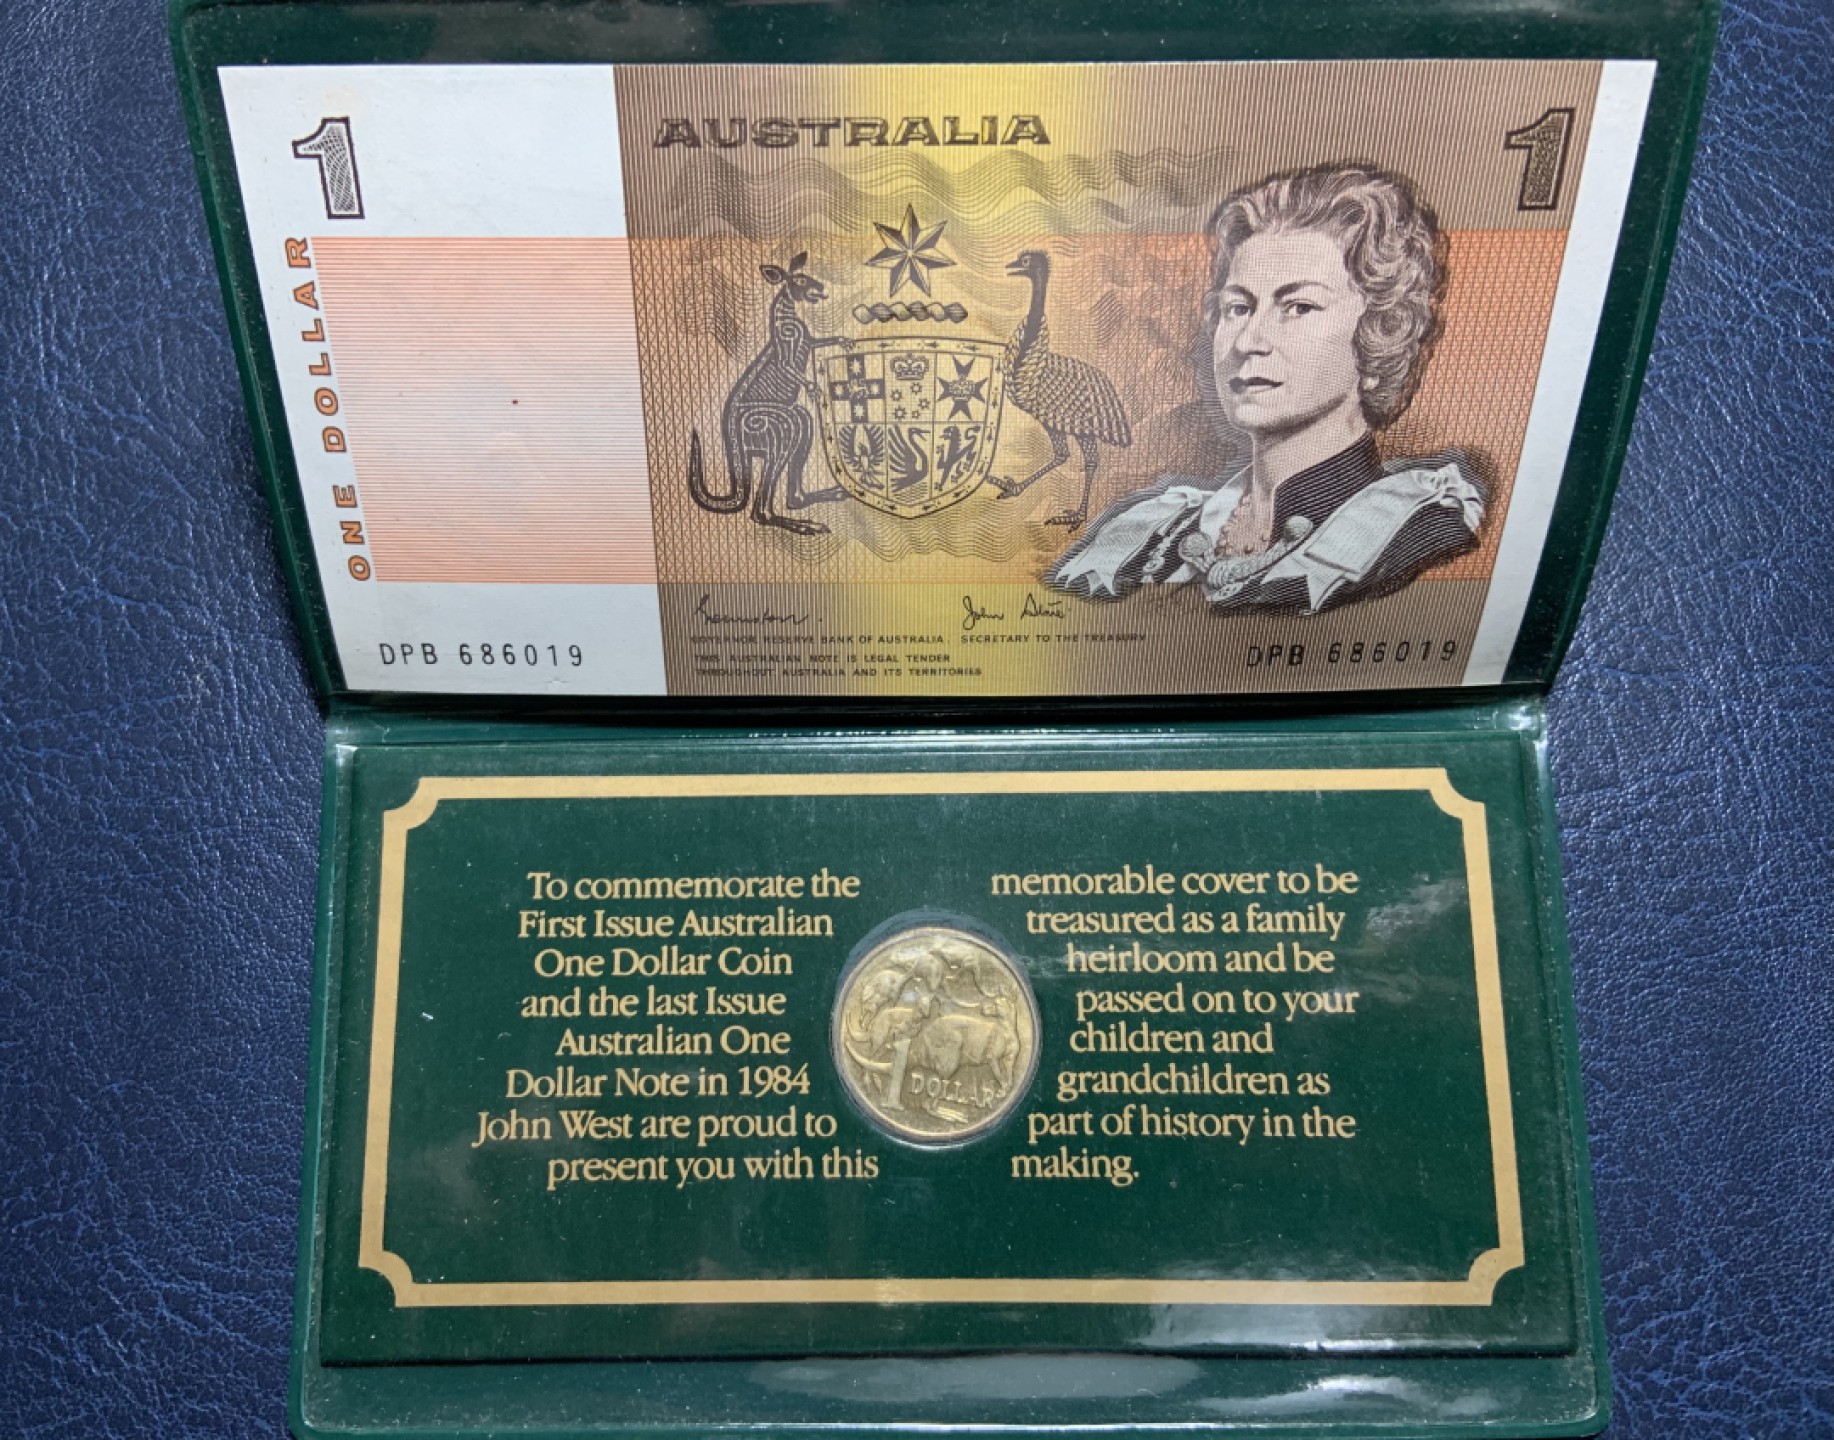 1
AUSTRALIA
1
ONE DOLLAR
John Stone
GOVERNOR RESERVE BANK OF AUSTRALIA. SECRETARY TO THE TREASURY
THIS AUSTRALIAN NOTE IS LEGAL TENDER
THROUGHOUT AUSTRALIA AND ITS TERRITORIES
DPB 686019
DPB 686019
To commemorate the
First Issue Australian
One Dollar Coin
and the last Issue
Australian One
Dollar Note in 1984
John West are proud to
present you with this
1
DOLLAR
memorable cover to be
treasured as a family
heirloom and be
passed on to your
children and
grandchildren as
part of history in the
making.